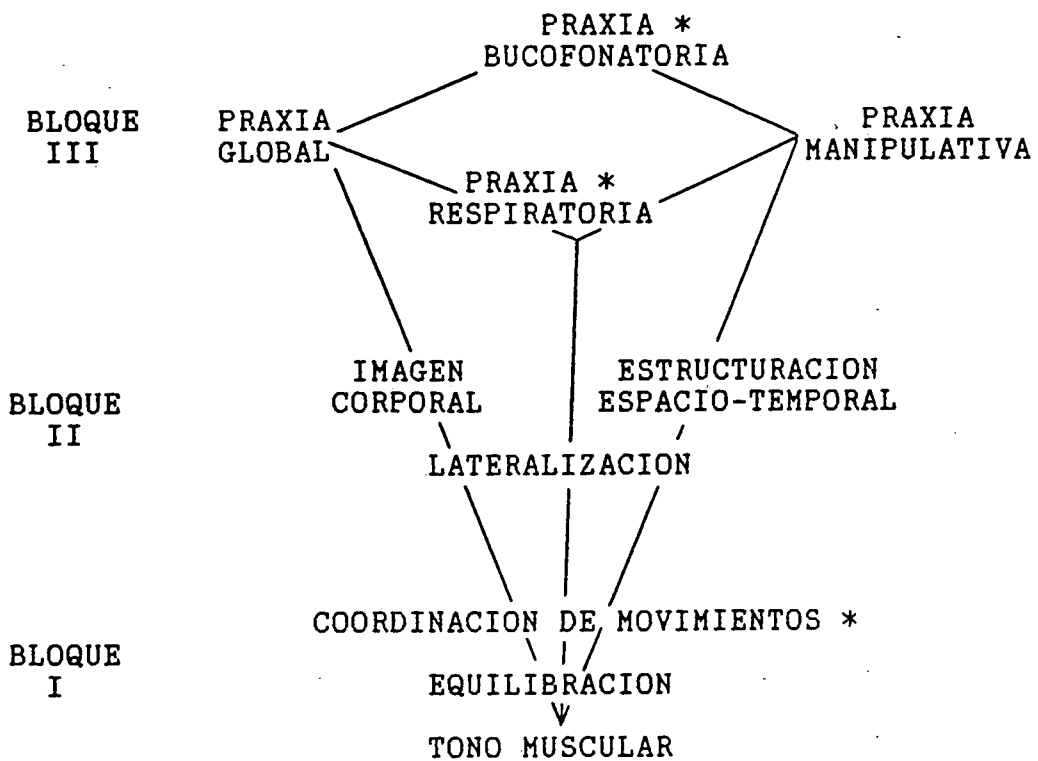 PRAXIA *
BUCOFONATORIA
BLOQUE
III
PRAXIA
GLOBAL
PRAXIA
MANIPULATIVA
PRAXIA *
RESPIRATORIA
BLOQUE
II
IMAGEN
CORPORAL
ESTRUCTURACION
ESPACIO-TEMPORAL
LATERALIZACION
BLOQUE
I
COORDINACION DE MOVIMIENTOS *
EQUILIBRACION
TONO MUSCULAR